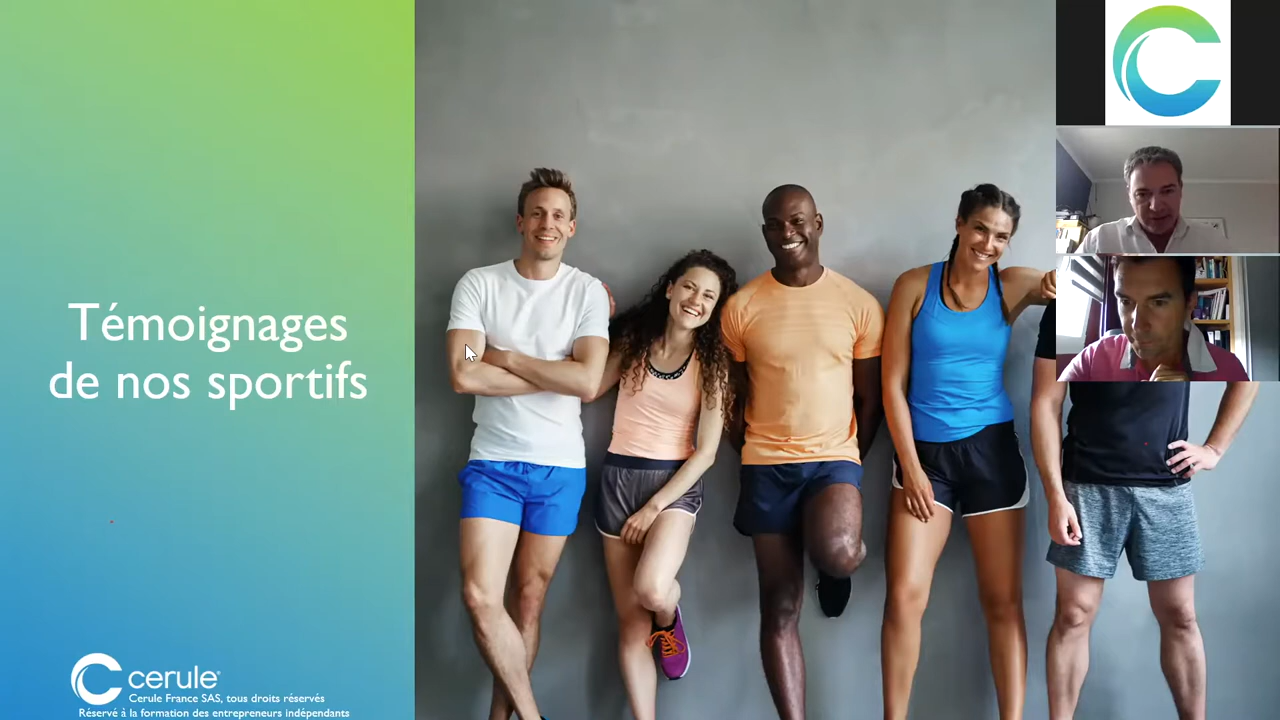 Témoignages
de nos sportifs
cerule®
Cerule France SAS, tous droits réservés
Réservé à la formation des entrepreneurs indépendants